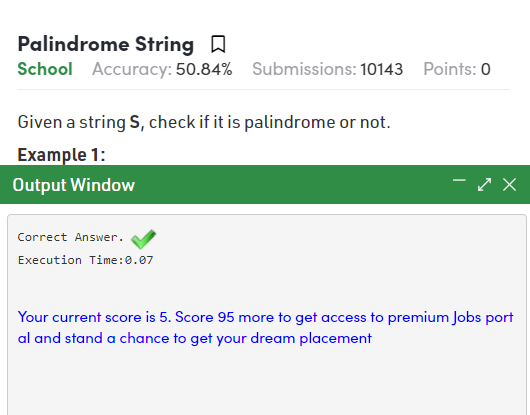 Palindrome String
School Accuracy: 50.84% Submissions: 10143 Points: 0
Given a string S, check if it is palindrome or not.
Example 1:
Output Window
Correct Answer.
Execution Time:0.07
Your current score is 5. Score 95 more to get access to premium Jobs port
al and stand a chance to get your dream placement